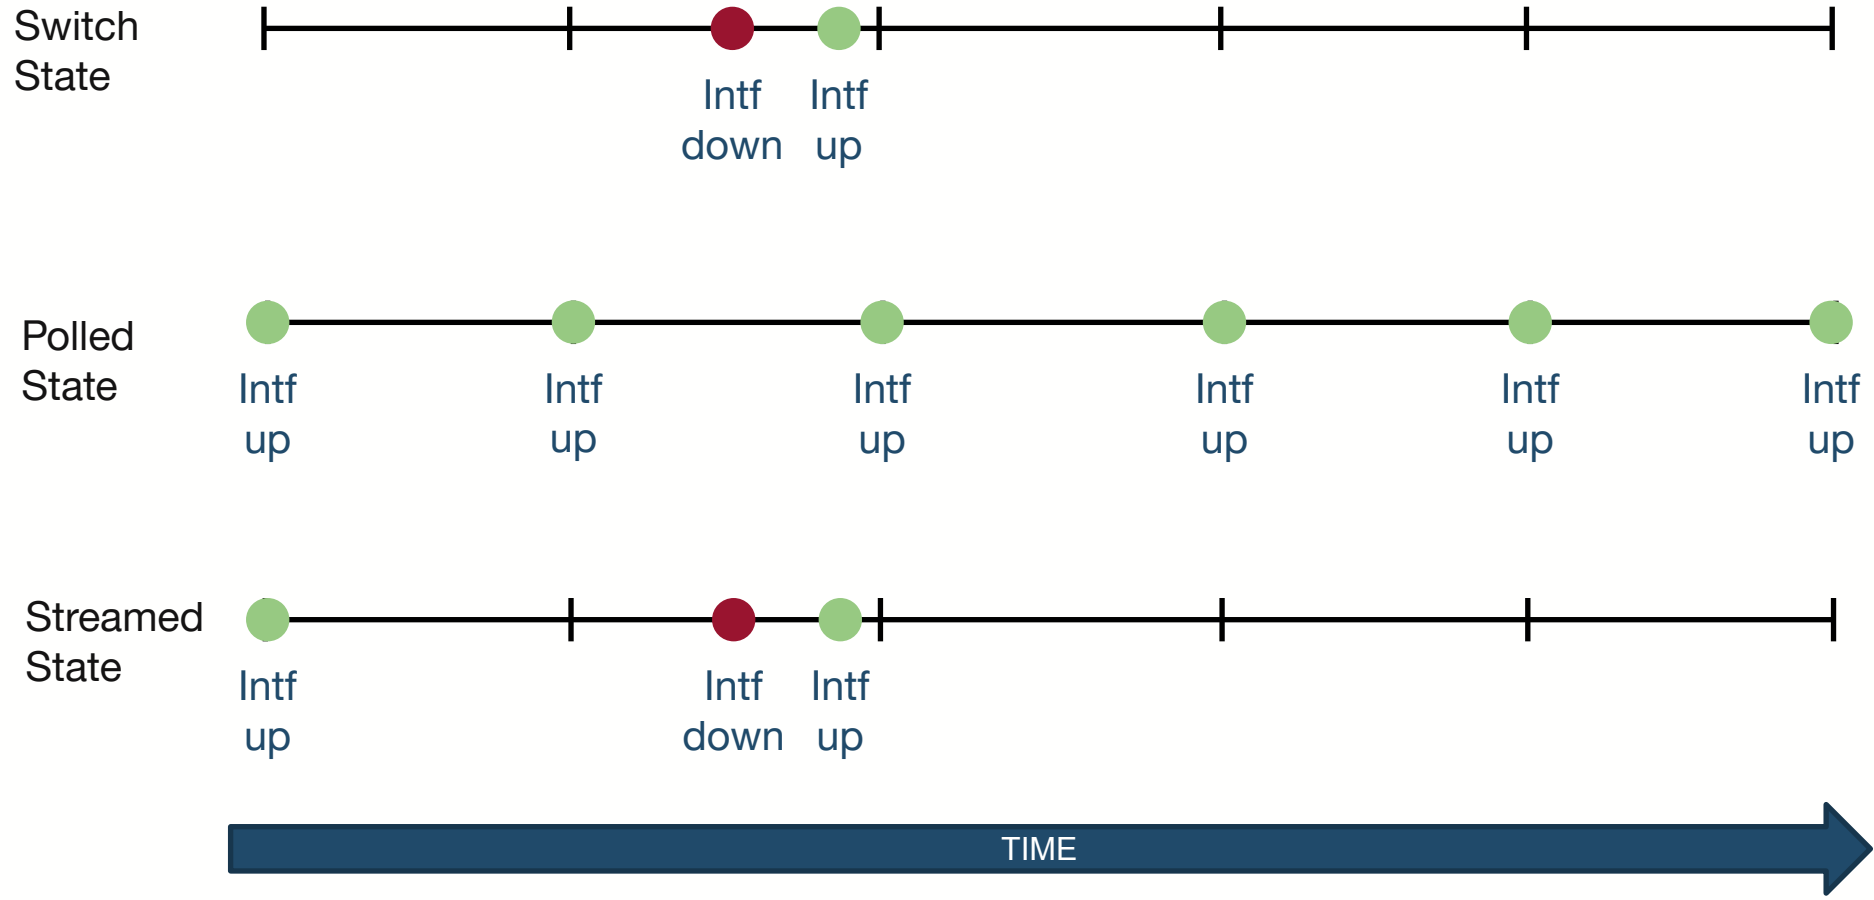 Switch
State
Intf
down
Intf
up
Polled
State
Intf
up
Intf
up
Intf
up
Intf
up
Intf
up
Intf
up
Streamed
State
Intf
up
Intf
down
Intf
up
TIME